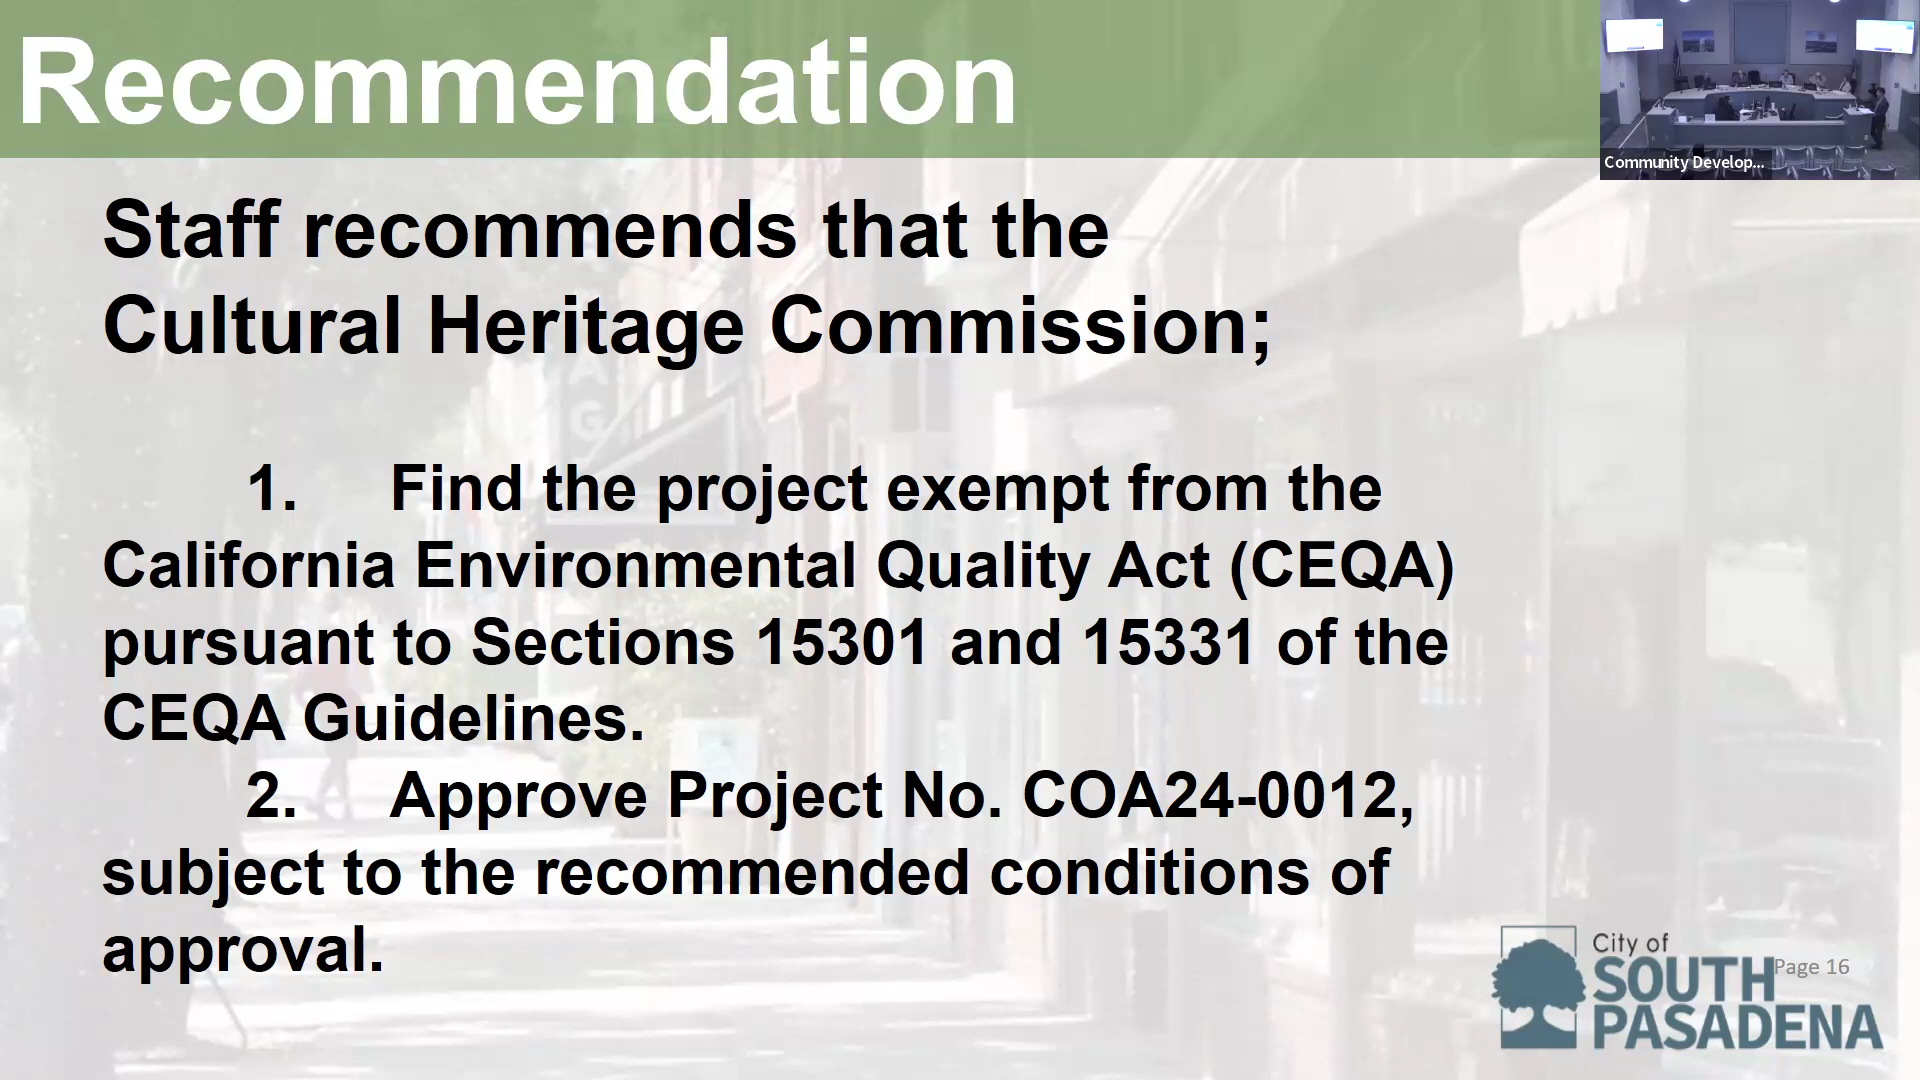 Recommendation
Community Develop...
Staff recommends that the
Cultural Heritage Commission;
1. Find the project exempt from the
California Environmental Quality Act (CEQA)
pursuant to Sections 15301 and 15331 of the
CEQA Guidelines.
2. Approve Project No. COA24-0012,
subject to the recommended conditions of
approval.
City of
SOUTH
PASADENA
Page 16